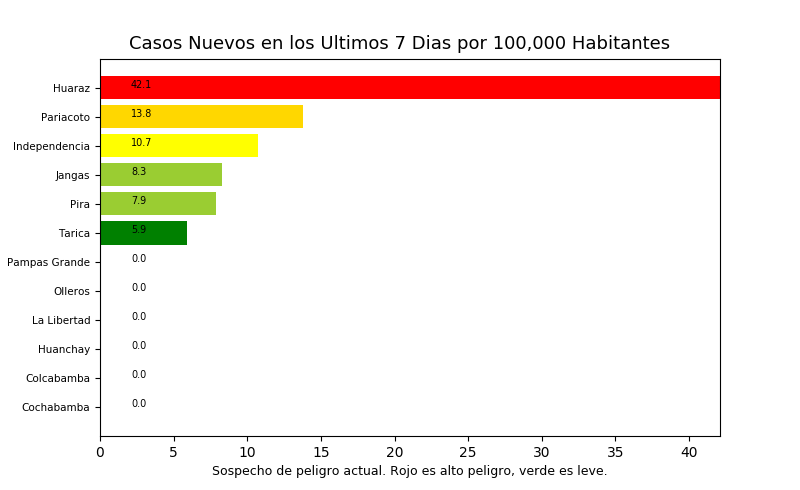 Casos Nuevos en los Ultimos 7 Dias por 100,000 Habitantes
Huaraz 42.1
Pariacoto 13.8
Independencia 10.7
Jangas 8.3
Pira 7.9
Tarica 5.9
Pampas Grande 0.0
Olleros 0.0
La Libertad 0.0
Huanchay 0.0
Colcabamba 0.0
Cochabamba 0.0
0 5 10 15 20 25 30 35 40
Sospecho de peligro actual. Rojo es alto peligro, verde es leve.